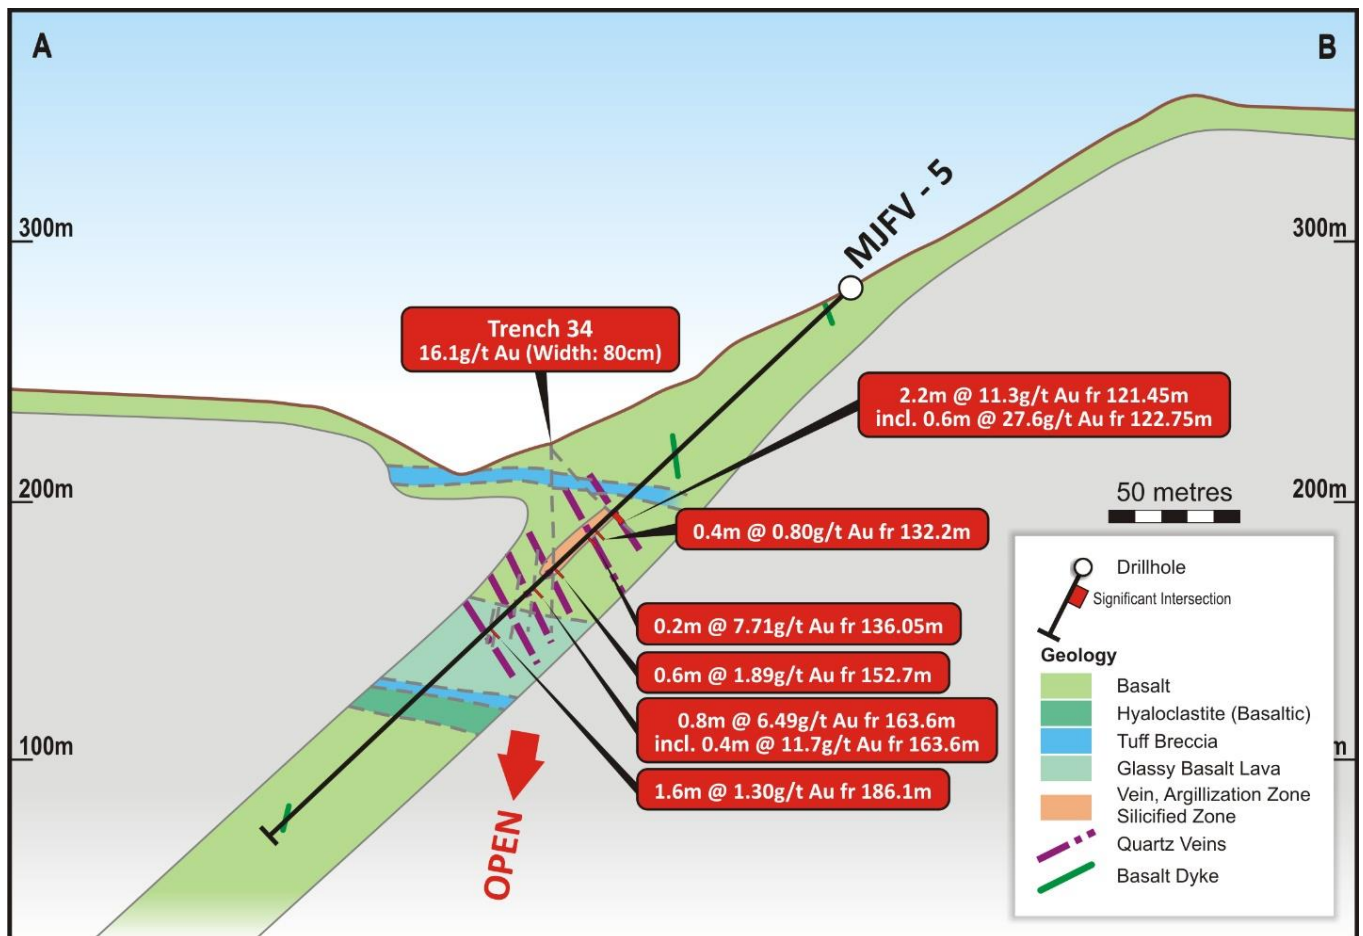 A
B
MJFV - 5
300m
300m
Trench 34
16.1g/t Au (Width: 80cm)
2.2m @ 11.3g/t Au fr 121.45m
incl. 0.6m @ 27.6g/t Au fr 122.75m
200m
200m
50 metres
0.4m @ 0.80g/t Au fr 132.2m
0.2m @ 7.71g/t Au fr 136.05m
0.6m @ 1.89g/t Au fr 152.7m
0.8m @ 6.49g/t Au fr 163.6m
incl. 0.4m @ 11.7g/t Au fr 163.6m
1.6m @ 1.30g/t Au fr 186.1m
100m
m
OPEN
Drillhole
Significant Intersection
Geology
Basalt
Hyaloclastite (Basaltic)
Tuff Breccia
Glassy Basalt Lava
Vein, Argillization Zone
Silicified Zone
Quartz Veins
Basalt Dyke